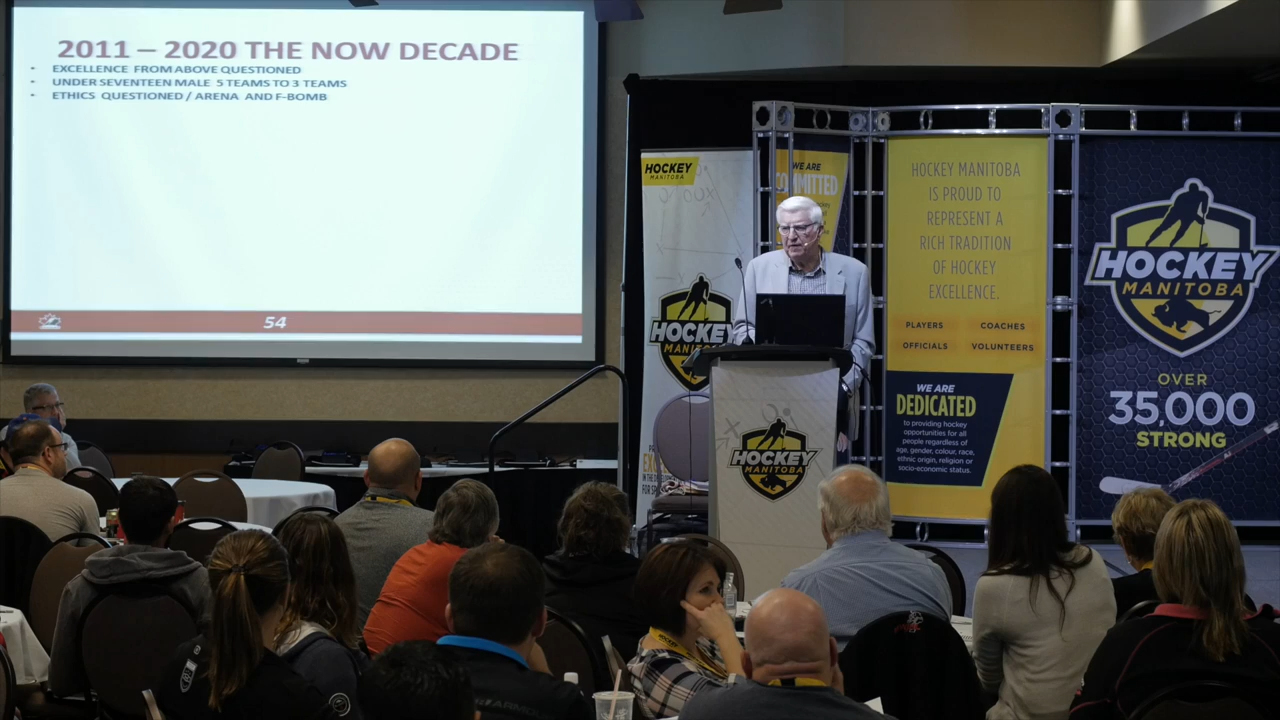 2011 – 2020 THE NOW DECADE
EXCELLENCE FROM ABOVE QUESTIONED
UNDER SEVENTEEN MALE 5 TEAMS TO 3 TEAMS
ETHICS QUESTIONED / ARENA AND F-BOMB
54
HOCKEY
MANITOBA
HOCKEY
WE ARE
COMMITTED
HOCKEY MANITOBA
IS PROUD TO
REPRESENT A
RICH TRADITION
OF HOCKEY
EXCELLENCE.
PLAYERS COACHES
OFFICIALS VOLUNTEERS
WE ARE
DEDICATED
to providing hockey
opportunities for all
people regardless of
age, gender, colour, race,
ethnic origin, religion or
socio-economic status.
HOCKEY
MANITOBA
OVER
35,000
STRONG
HOCKEY
MANITOBA